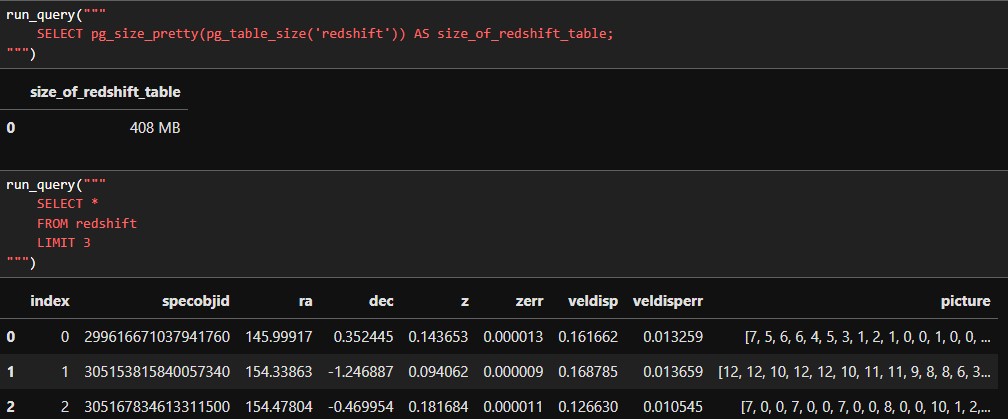 run_query("""
SELECT pg_size_pretty(pg_table_size('redshift')) AS size_of_redshift_table;
""")
size_of_redshift_table
0 408 MB
run_query("""
SELECT *
FROM redshift
LIMIT 3
""")
index specobjid ra dec z zerr veldisp veldisperr picture
0 0 299616671037941760 145.99917 0.352445 0.143653 0.000013 0.161662 0.013259 [7, 5, 6, 6, 4, 5, 3, 1, 2, 1, 0, 0, 1, 0, 0, ...
1 1 305153815840057340 154.33863 -1.246887 0.094062 0.000009 0.168785 0.013659 [12, 12, 10, 12, 12, 10, 11, 11, 9, 8, 8, 6, 3...
2 2 305167834613311500 154.47804 -0.469954 0.181684 0.000011 0.126630 0.010545 [7, 0, 0, 7, 0, 0, 7, 0, 0, 8, 0, 0, 10, 1, 2,...